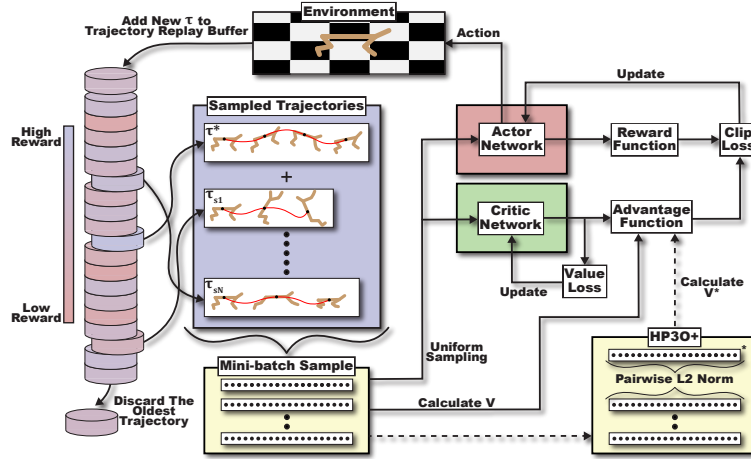 Environment
Add New τ to
Trajectory Replay Buffer
Action
Update
Sampled Trajectories
High
Reward
τ*
Actor
Network
Reward
Function
Clip
Loss
+
τs1
Critic
Network
Advantage
Function
τsN
Value
Loss
Update
Calculate
V*
Low
Reward
Uniform
Sampling
HP3O+
Mini-batch Sample
*
Pairwise L2 Norm
Discard The
Oldest
Trajectory
Calculate V